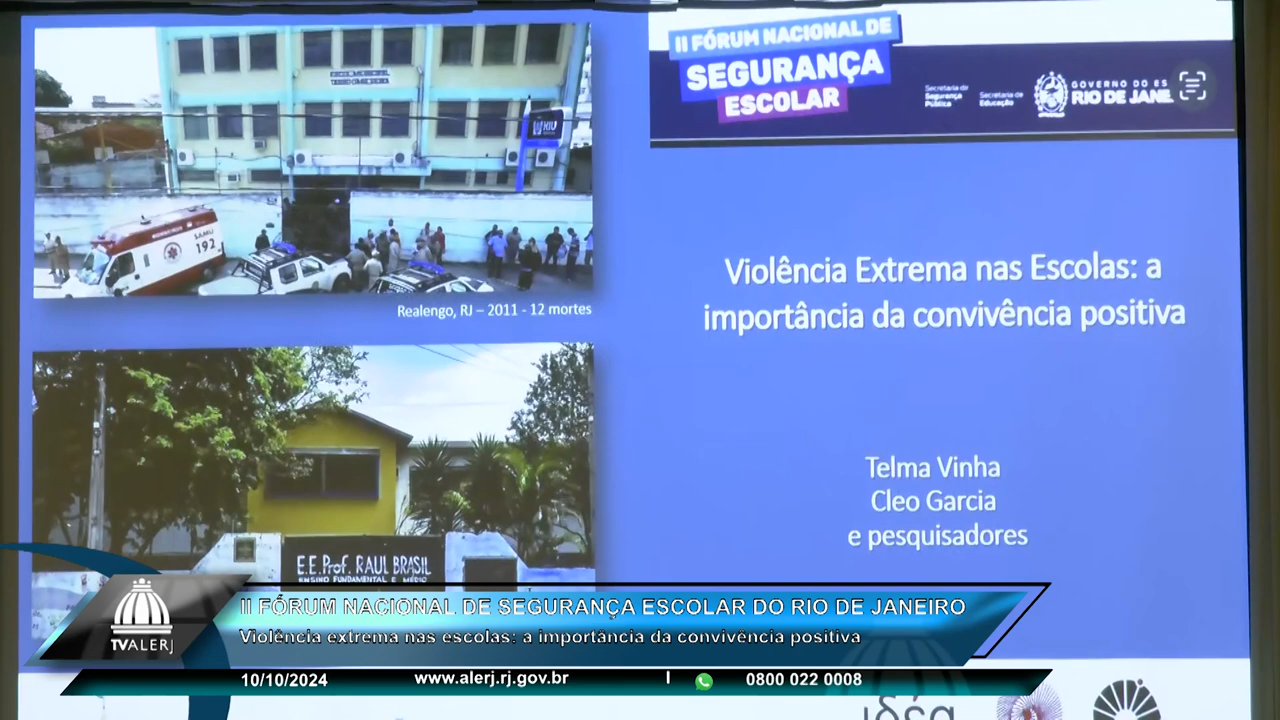 II FÓRUM NACIONAL DE
SEGURANÇA
ESCOLAR
Secretaria de
Segurança
Pública
Secretaria de
Educação
GOVERNO DO ES
RIO DE JANE
RIO
SAMU
192
Realengo, RJ – 2011 - 12 mortes
Violência Extrema nas Escolas: a
importância da convivência positiva
Telma Vinha
Cleo Garcia
e pesquisadores
E.E.Prof. RAUL BRASIL
ENSINO FUNDAMENTAL E MÉDIO
II FÓRUM NACIONAL DE SEGURANÇA ESCOLAR DO RIO DE JANEIRO
Violência extrema nas escolas: a importância da convivência positiva
TVALERJ
10/10/2024 www.alerj.rj.gov.br | 0800 022 0008
idéa